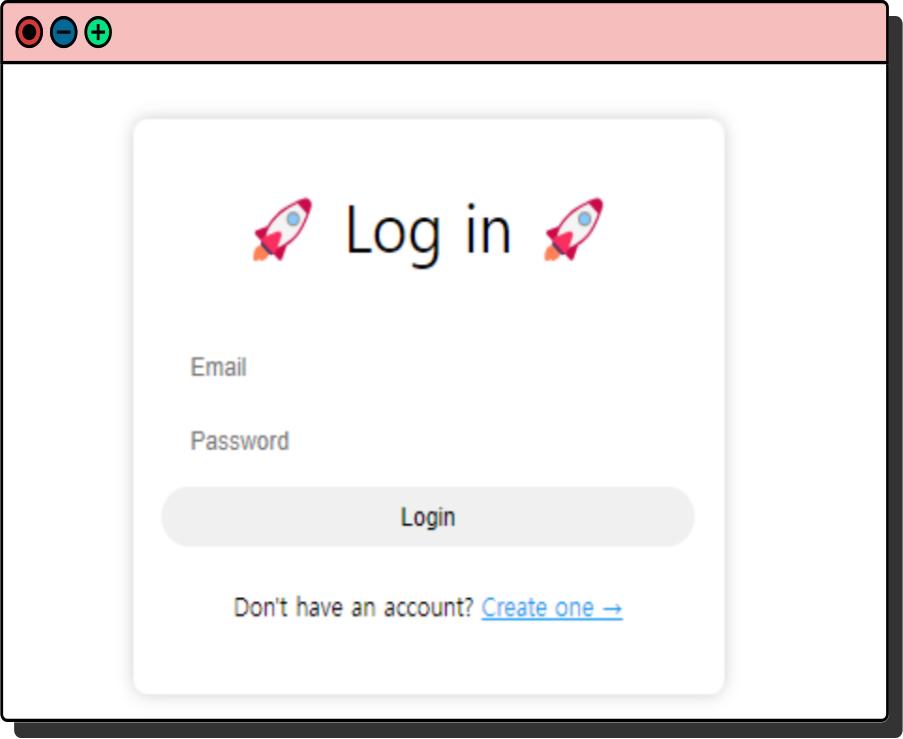 🚀 Log in 🚀
Email
Password
Login
Don't have an account? Create one →